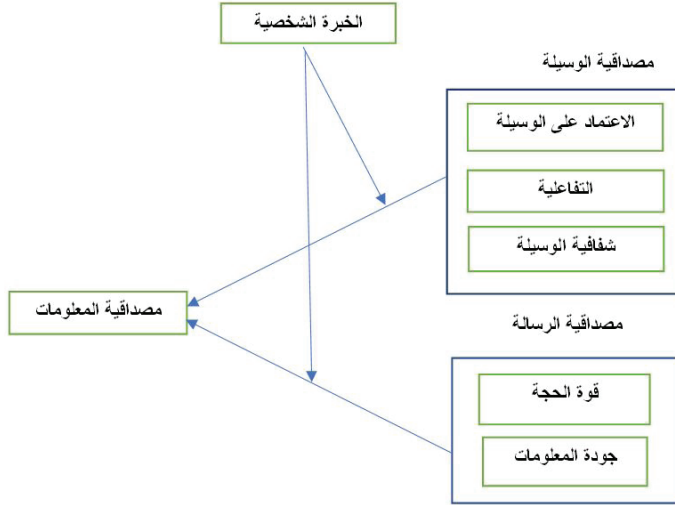 الخبرة الشخصية
مصداقية الوسيلة
الاعتماد على الوسيلة
التفاعلية
شفافية الوسيلة
مصداقية المعلومات
مصداقية الرسالة
قوة الحجة
جودة المعلومات